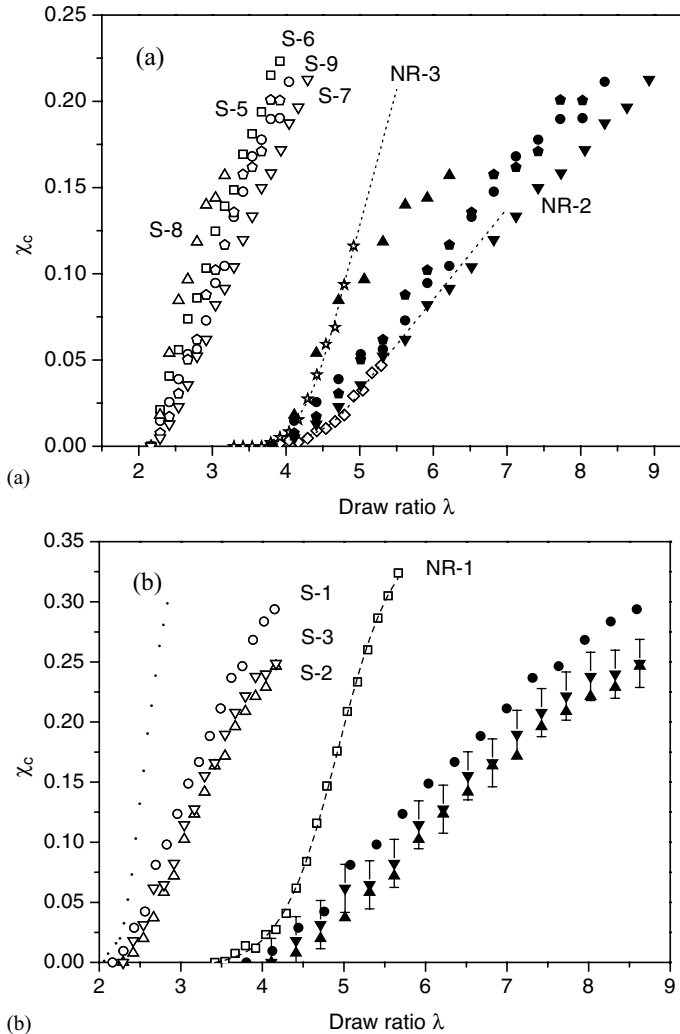 0.25
0.20
0.15
0.10
0.05
0.00
χc
(a)
S-6
S-9
S-7
S-5
S-8
NR-3
NR-2
2 3 4 5 6 7 8 9
Draw ratio λ
(a)
0.35
0.30
0.25
0.20
0.15
0.10
0.05
0.00
χc
(b)
S-1
S-3
S-2
NR-1
2 3 4 5 6 7 8 9
Draw ratio λ
(b)